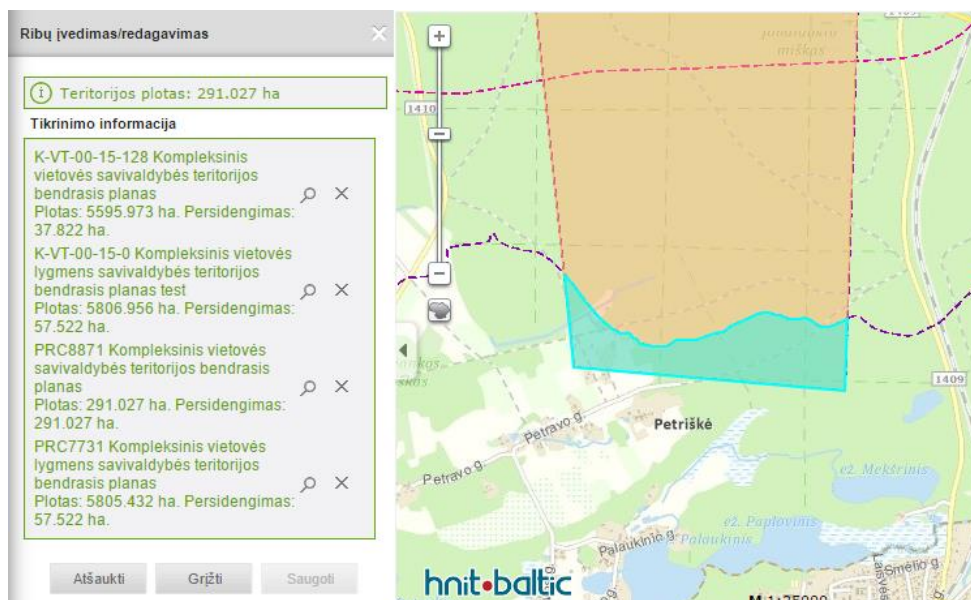 Ribų įvedimas/redagavimas
Teritorijos plotas: 291.027 ha
Tikrinimo informacija
K-VT-00-15-128 Kompleksinis
vietovės savivaldybės teritorijos
bendrasis planas
Plotas: 5595.973 ha. Persidengimas:
37.822 ha.
K-VT-00-15-0 Kompleksinis vietovės
lygmens savivaldybės teritorijos
bendrasis planas test
Plotas: 5806.956 ha. Persidengimas:
57.522 ha.
PRC8871 Kompleksinis vietovės
savivaldybės teritorijos bendrasis
planas
Plotas: 291.027 ha. Persidengimas:
291.027 ha.
PRC7731 Kompleksinis vietovės
lygmens savivaldybės teritorijos
bendrasis planas
Plotas: 5805.432 ha. Persidengimas:
57.522 ha.
Atšaukti Grįžti Saugoti
1409
miškas
1410
1409
Petravo g.
Petriškė
Petravo g.
ež. Mekštrinis
ež. Paplovinis
Palaukinio g.
Palaukinis
Smėlio g.
hnit-baltic
M 1:25000